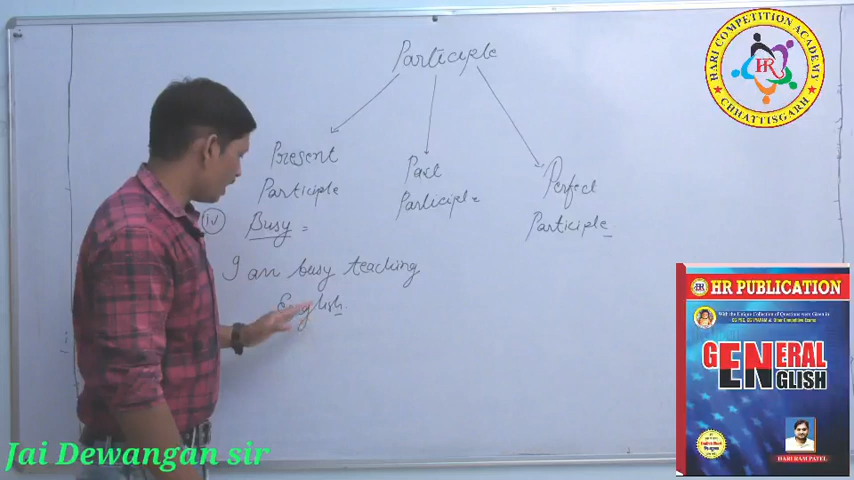 Participle
Present
Participle
Past
Participle
Perfect
Participle
(iv) Busy =
I am busy teaching
English.
HARI COMPETITION ACADEMY
HR
CHHATTISGARH
HR PUBLICATION
GENERAL
ENGLISH
HARI RAM PATEL
Jai Dewangan sir